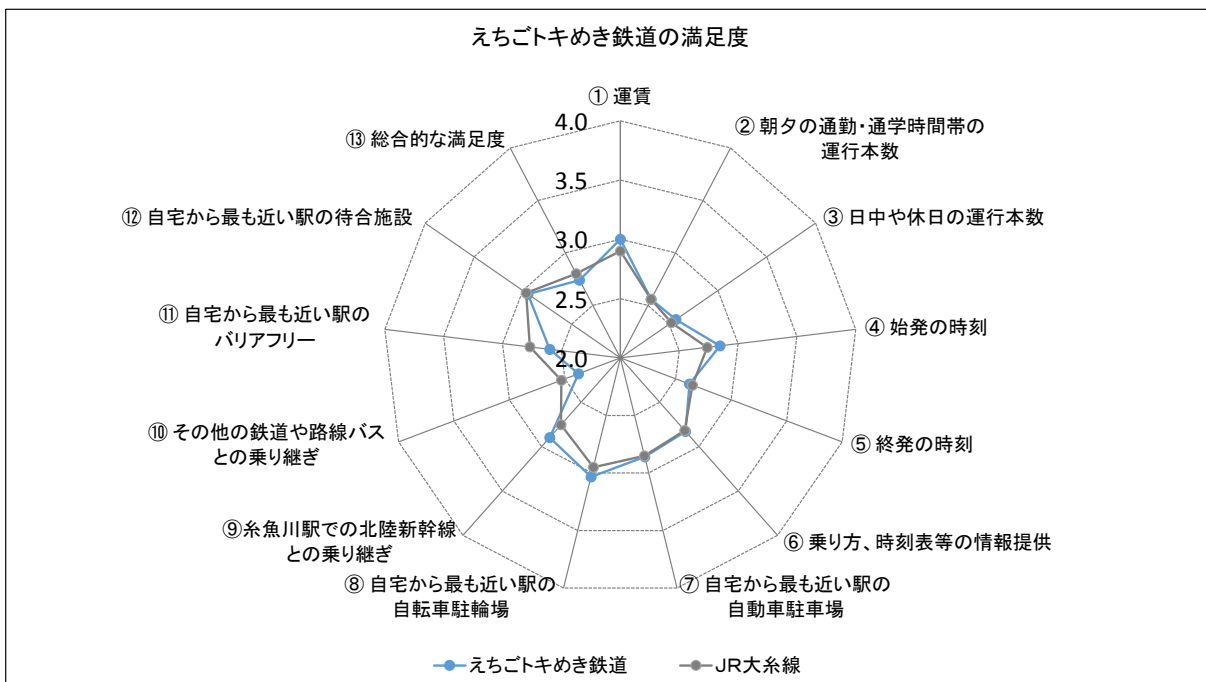 えちごトキめき鉄道の満足度
① 運賃
② 朝夕の通勤・通学時間帯の
運行本数
③ 日中や休日の運行本数
④ 始発の時刻
⑤ 終発の時刻
⑥ 乗り方、時刻表等の情報提供
⑦ 自宅から最も近い駅の
自動車駐車場
⑧ 自宅から最も近い駅の
自転車駐輪場
⑨糸魚川駅での北陸新幹線
との乗り継ぎ
⑩ その他の鉄道や路線バス
との乗り継ぎ
⑪ 自宅から最も近い駅の
バリアフリー
⑫ 自宅から最も近い駅の待合施設
⑬ 総合的な満足度
4.0
3.5
3.0
2.5
2.0
えちごトキめき鉄道
JR大糸線